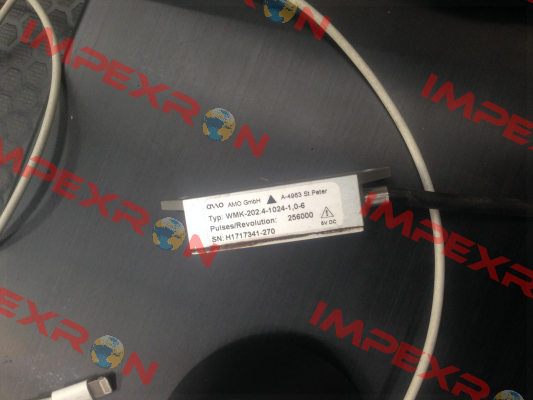 IMPEXRON
IMPEXRON
IMPEXRON
amo AMO GmbH A-4963 St.Peter
Typ. WMK-202.4-1024-1,0-6
Pulses/Revolution: 256000
5V DC
SN: H1717341-270
IMPEXRON
IMPEXRON